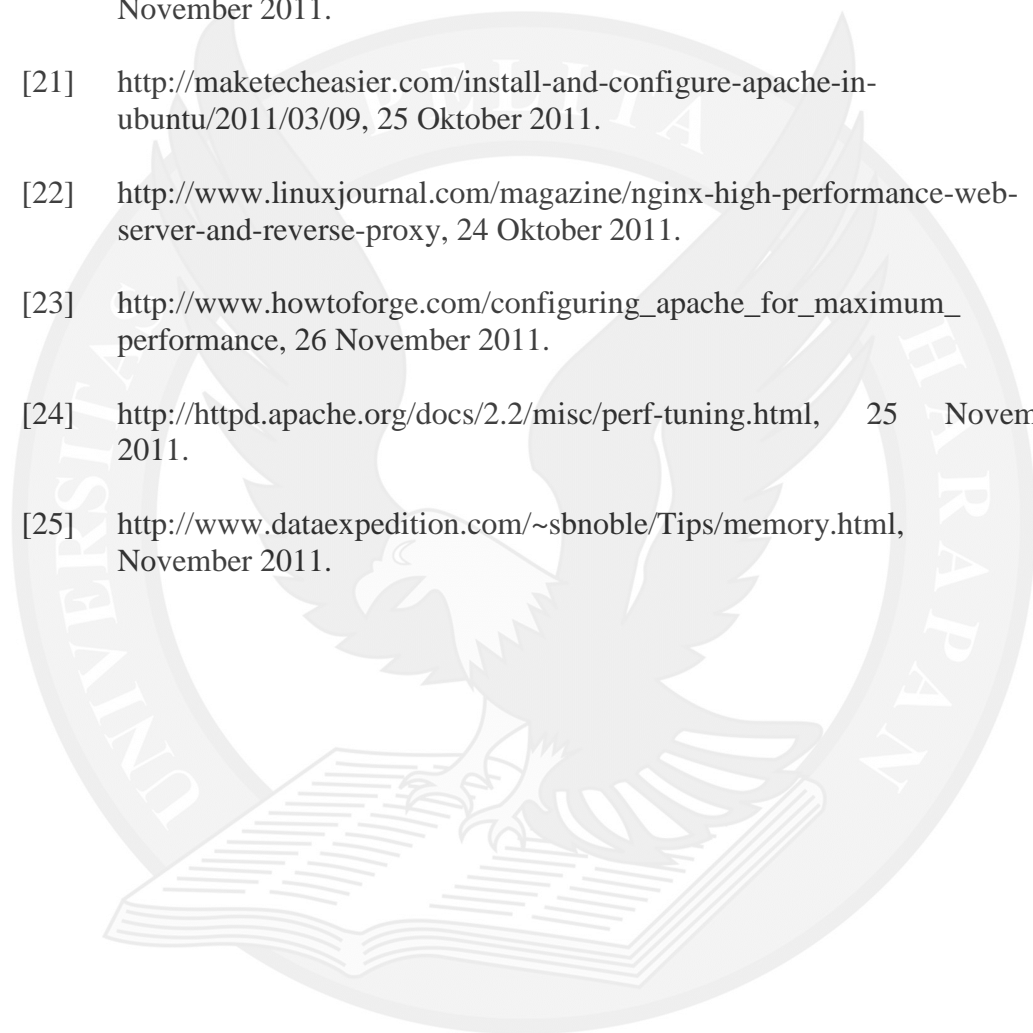 November 2011.
[21] http://maketecheasier.com/install-and-configure-apache-in-
ubuntu/2011/03/09, 25 Oktober 2011.
[22] http://www.linuxjournal.com/magazine/nginx-high-performance-web-
server-and-reverse-proxy, 24 Oktober 2011.
[23] http://www.howtoforge.com/configuring_apache_for_maximum_
performance, 26 November 2011.
[24] http://httpd.apache.org/docs/2.2/misc/perf-tuning.html, 25
2011.
[25] http://www.dataexpedition.com/~sbnoble/Tips/memory.html,
November 2011.
UNIVERSITAS PELITA HARAPAN